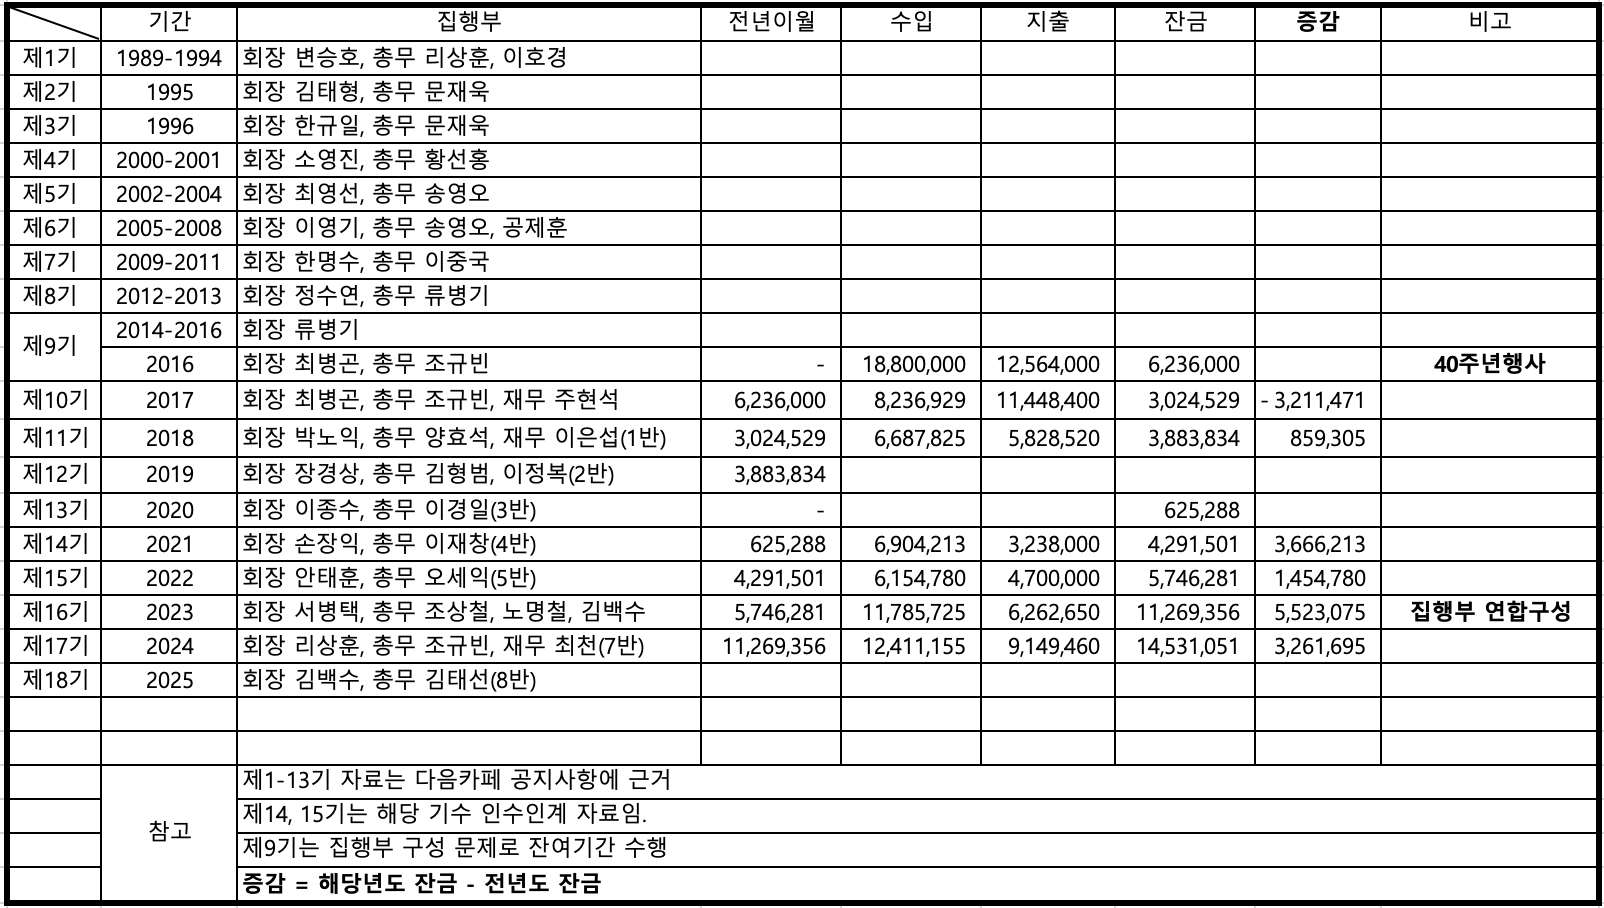 기간 집행부 전년이월 수입 지출 잔금 증감 비고
제1기 1989-1994 회장 변승호, 총무 리상훈, 이호경
제2기 1995 회장 김태형, 총무 문재욱
제3기 1996 회장 한규일, 총무 문재욱
제4기 2000-2001 회장 소영진, 총무 황선홍
제5기 2002-2004 회장 최영선, 총무 송영오
제6기 2005-2008 회장 이영기, 총무 송영오, 공제훈
제7기 2009-2011 회장 한명수, 총무 이중국
제8기 2012-2013 회장 정수연, 총무 류병기
제9기 2014-2016 회장 류병기
2016 회장 최병곤, 총무 조규빈 - 18,800,000 12,564,000 6,236,000 40주년행사
제10기 2017 회장 최병곤, 총무 조규빈, 재무 주현석 6,236,000 8,236,929 11,448,400 3,024,529 - 3,211,471
제11기 2018 회장 박노익, 총무 양효석, 재무 이은섭(1반) 3,024,529 6,687,825 5,828,520 3,883,834 859,305
제12기 2019 회장 장경상, 총무 김형범, 이정복(2반) 3,883,834
제13기 2020 회장 이종수, 총무 이경일(3반) - 625,288
제14기 2021 회장 손장익, 총무 이재창(4반) 625,288 6,904,213 3,238,000 4,291,501 3,666,213
제15기 2022 회장 안태훈, 총무 오세익(5반) 4,291,501 6,154,780 4,700,000 5,746,281 1,454,780
제16기 2023 회장 서병택, 총무 조상철, 노명철, 김백수 5,746,281 11,785,725 6,262,650 11,269,356 5,523,075 집행부 연합구성
제17기 2024 회장 리상훈, 총무 조규빈, 재무 최천(7반) 11,269,356 12,411,155 9,149,460 14,531,051 3,261,695
제18기 2025 회장 김백수, 총무 김태선(8반)
참고
제1-13기 자료는 다음카페 공지사항에 근거
제14, 15기는 해당 기수 인수인계 자료임.
제9기는 집행부 구성 문제로 잔여기간 수행
증감 = 해당년도 잔금 - 전년도 잔금